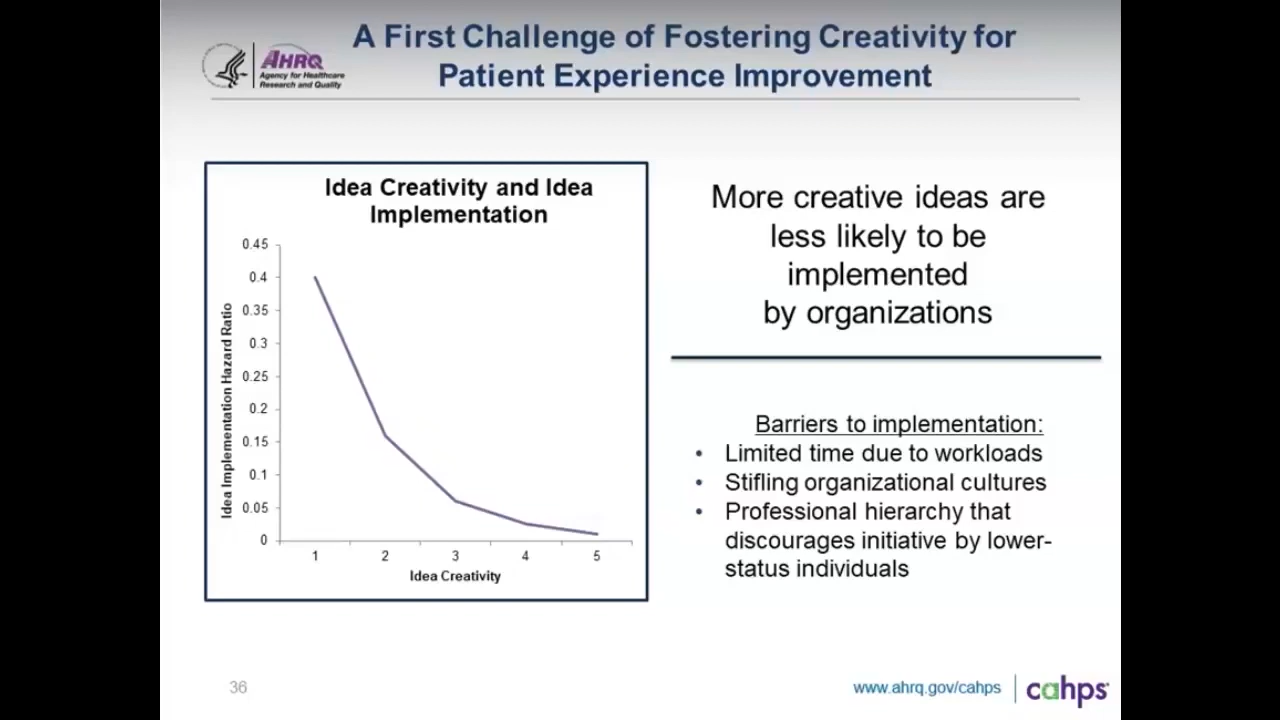 A First Challenge of Fostering Creativity for
Patient Experience Improvement
AHRQ
Agency for Healthcare
Research and Quality
Idea Creativity and Idea
Implementation
Idea Implementation Hazard Ratio
0.45
0.4
0.35
0.3
0.25
0.2
0.15
0.1
0.05
0
1 2 3 4 5
Idea Creativity
More creative ideas are
less likely to be
implemented
by organizations
Barriers to implementation:
• Limited time due to workloads
• Stifling organizational cultures
• Professional hierarchy that
discourages initiative by lower-
status individuals
36
www.ahrq.gov/cahps
cahps